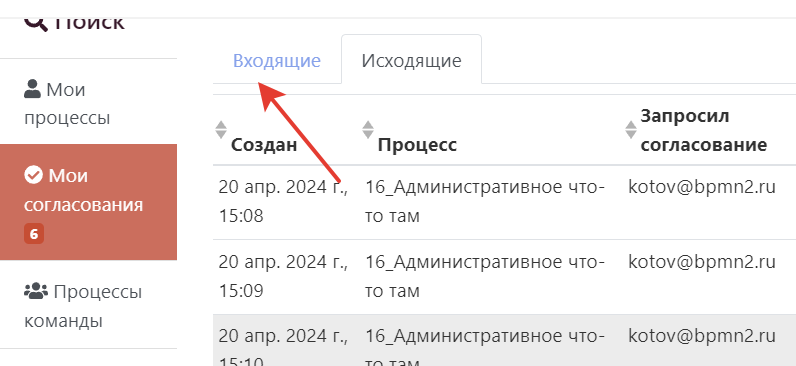 Поиск
Мои
процессы
Мои
согласования
6
Процессы
команды
Входящие
Исходящие
Создан
Процесс
Запросил
согласование
20 апр. 2024 г.,
15:08
16_Административное что-
то там
kotov@bpmn2.ru
20 апр. 2024 г.,
15:09
16_Административное что-
то там
kotov@bpmn2.ru
20 апр. 2024 г.,
15:10
16_Административное что-
то там
kotov@bpmn2.ru